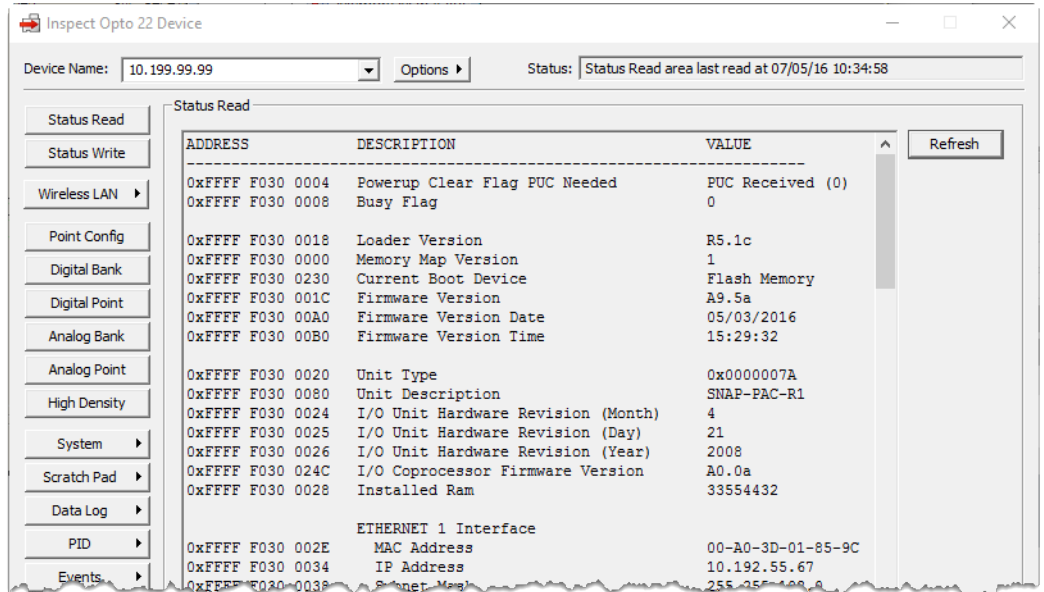 Inspect Opto 22 Device
Device Name: 10.199.99.99 Options Status: Status Read area last read at 07/05/16 10:34:58
Status Read
Status Write
Wireless LAN
Point Config
Digital Bank
Digital Point
Analog Bank
Analog Point
High Density
System
Scratch Pad
Data Log
PID
Events
Status Read
Refresh
ADDRESS DESCRIPTION VALUE
--------------------------------------------------------------------------
0xFFFF F030 0004 Powerup Clear Flag PUC Needed PUC Received (0)
0xFFFF F030 0008 Busy Flag 0
0xFFFF F030 0018 Loader Version R5.1c
0xFFFF F030 0000 Memory Map Version 1
0xFFFF F030 0230 Current Boot Device Flash Memory
0xFFFF F030 001C Firmware Version A9.5a
0xFFFF F030 00A0 Firmware Version Date 05/03/2016
0xFFFF F030 00B0 Firmware Version Time 15:29:32
0xFFFF F030 0020 Unit Type 0x0000007A
0xFFFF F030 0080 Unit Description SNAP-PAC-R1
0xFFFF F030 0024 I/O Unit Hardware Revision (Month) 4
0xFFFF F030 0025 I/O Unit Hardware Revision (Day) 21
0xFFFF F030 0026 I/O Unit Hardware Revision (Year) 2008
0xFFFF F030 024C I/O Coprocessor Firmware Version A0.0a
0xFFFF F030 0028 Installed Ram 33554432
ETHERNET 1 Interface
0xFFFF F030 002E MAC Address 00-A0-3D-01-85-9C
0xFFFF F030 0034 IP Address 10.192.55.67
0xFFFF F030 0038 Subnet Mask